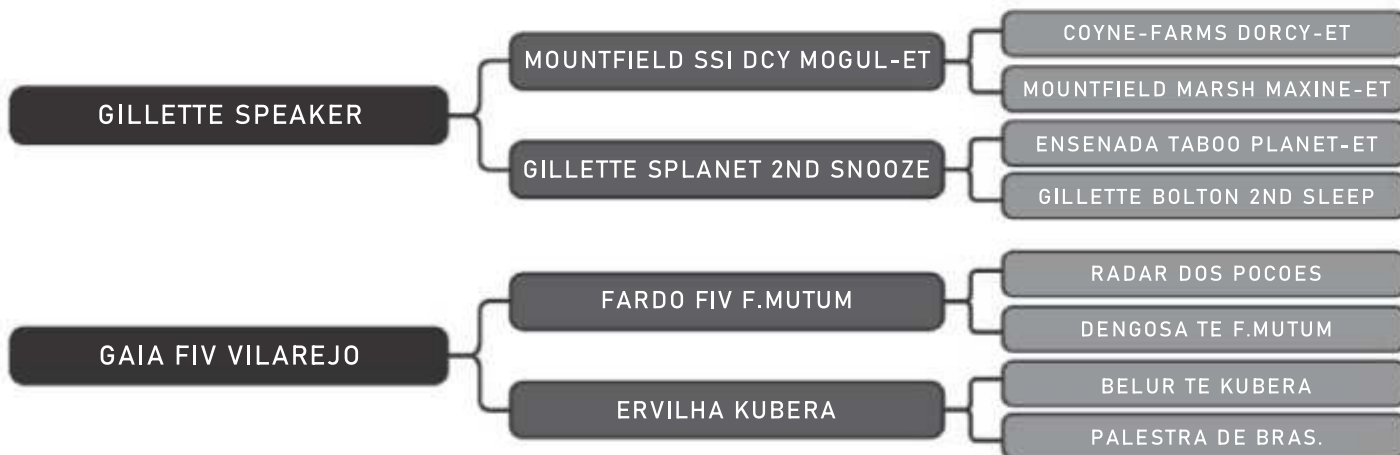 GILLETTE SPEAKER
MOUNTFIELD SSI DCY MOGUL-ET
COYNE-FARMS DORCY-ET
MOUNTFIELD MARSH MAXINE-ET
GILLETTE SPLANET 2ND SNOOZE
ENSENADA TABOO PLANET-ET
GILLETTE BOLTON 2ND SLEEP
GAIA FIV VILAREJO
FARDO FIV F.MUTUM
RADAR DOS POCOES
DENGOSA TE F.MUTUM
ERVILHA KUBERA
BELUR TE KUBERA
PALESTRA DE BRAS.